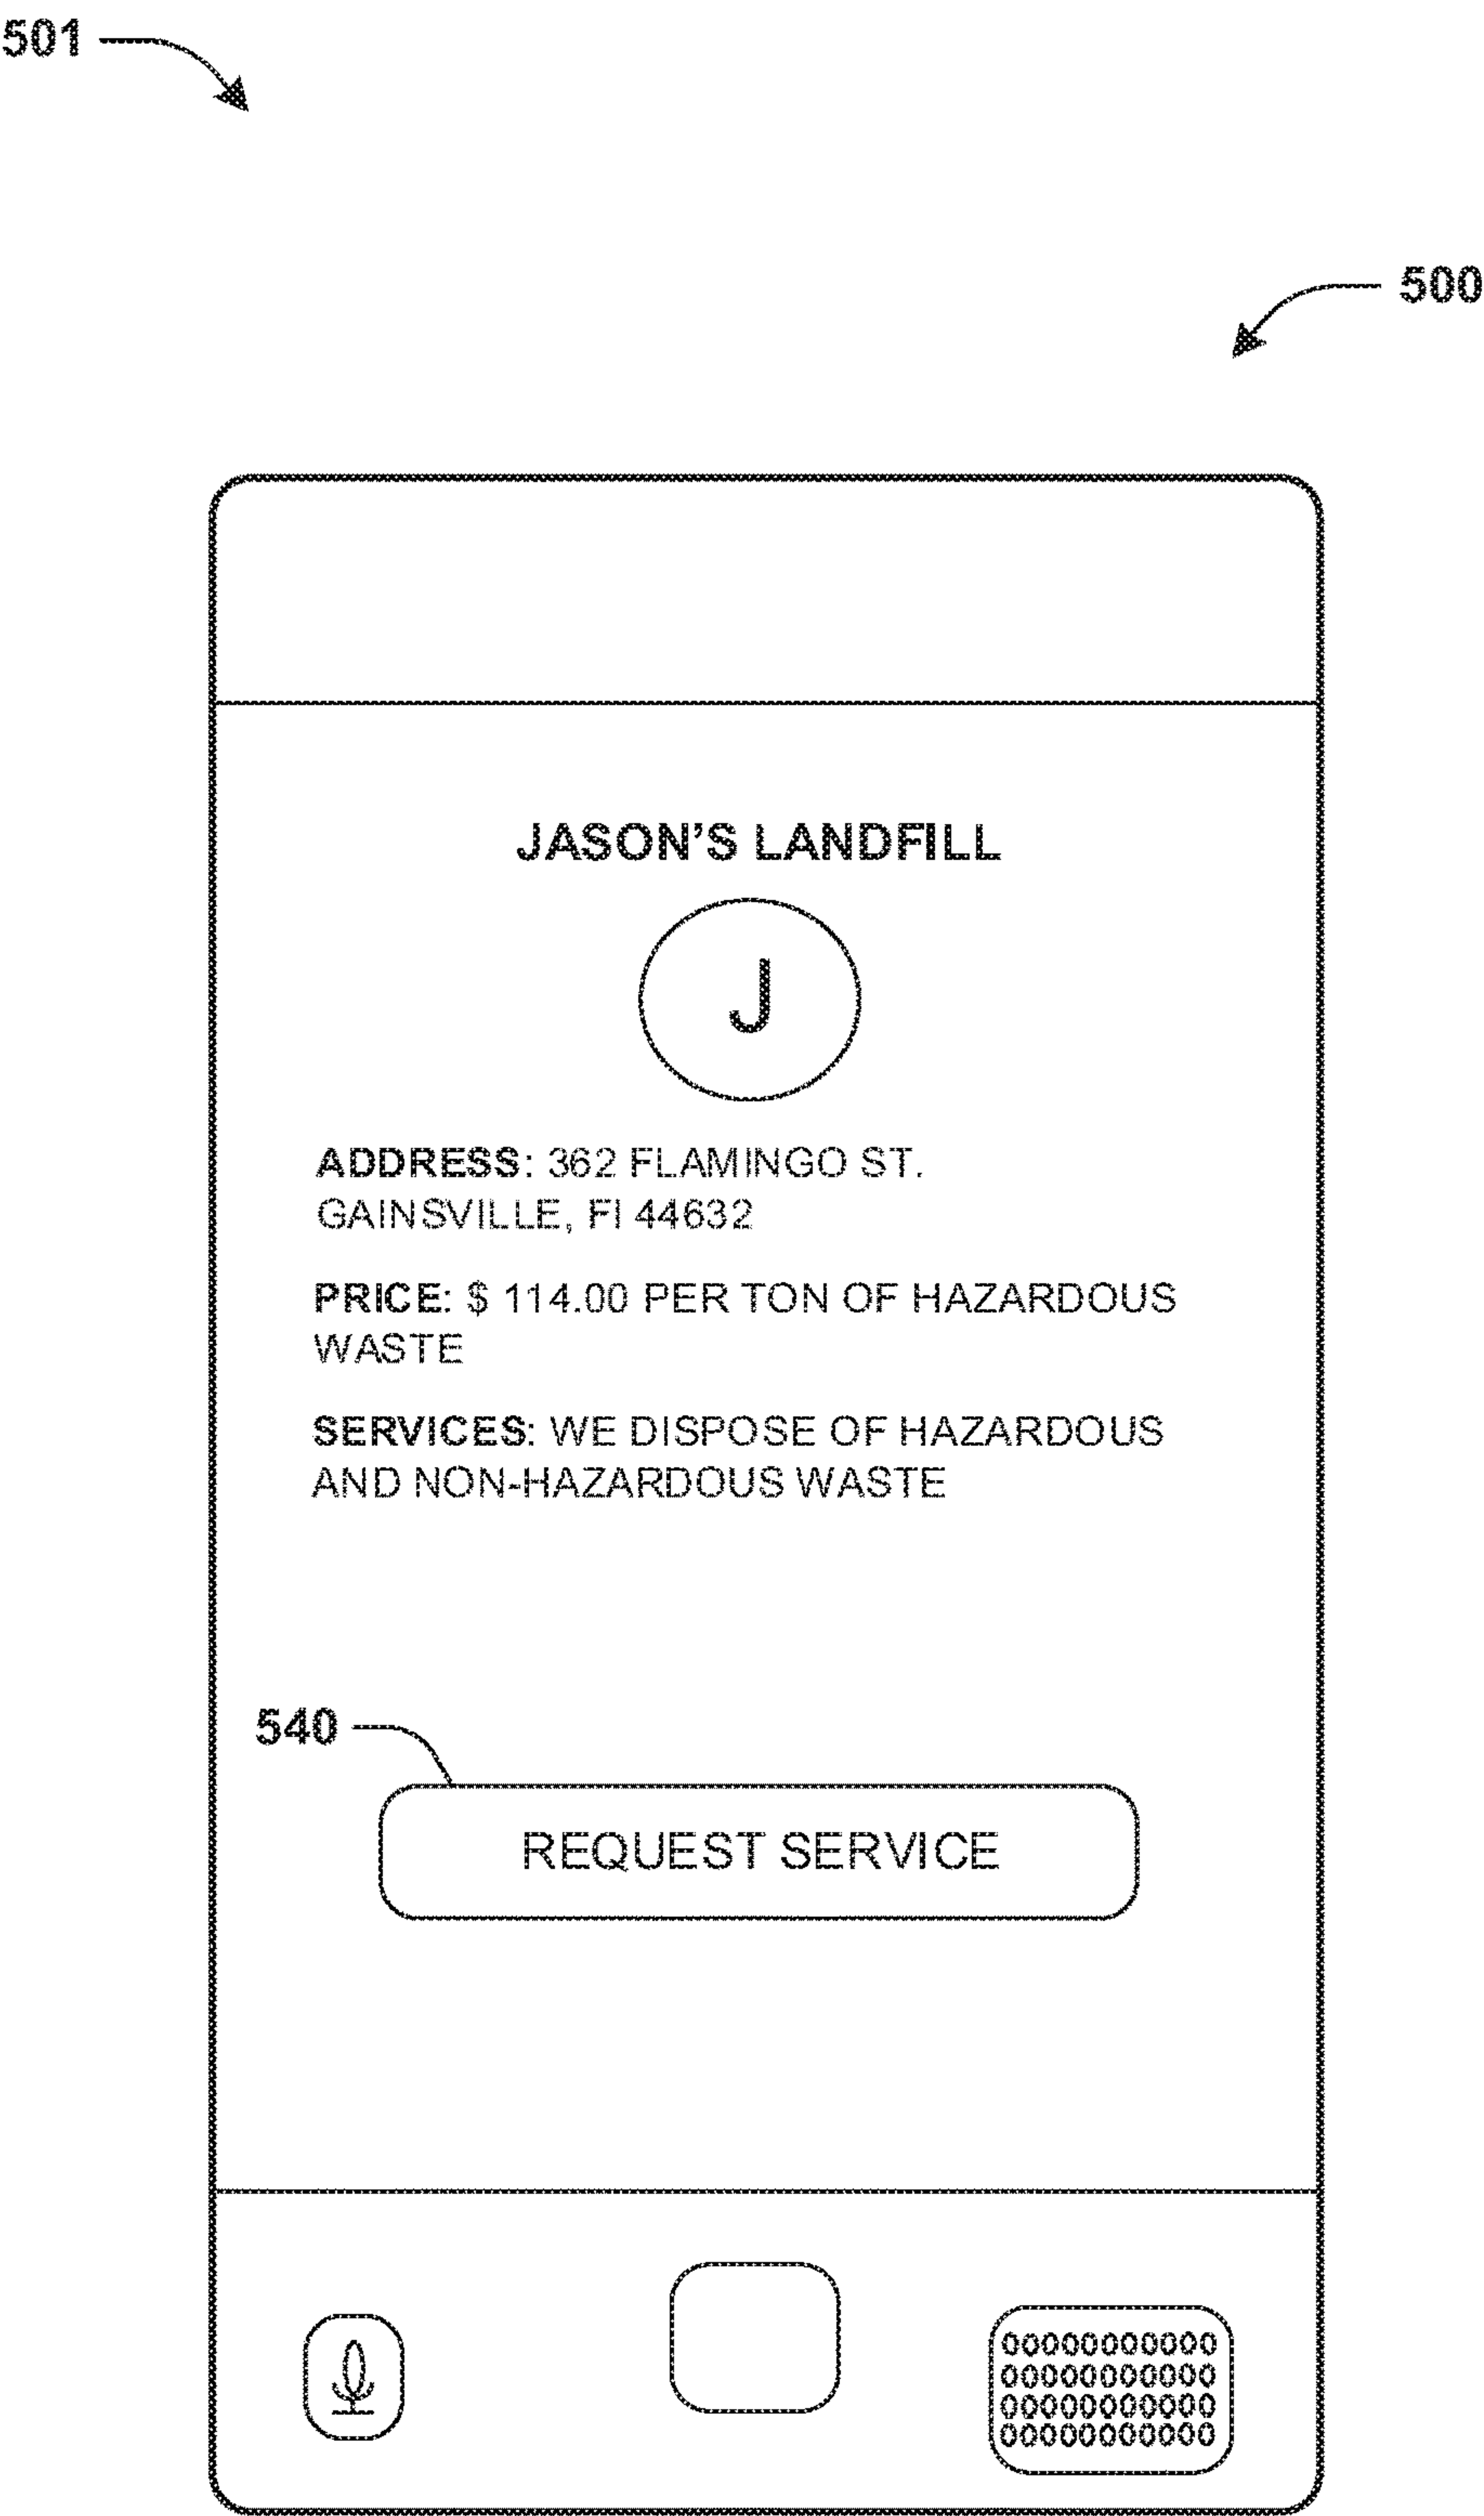 501
500
JASON'S LANDFILL
J
ADDRESS: 362 FLAMINGO ST.
GAINSVILLE, Fl 44632
PRICE: $ 114.00 PER TON OF HAZARDOUS
WASTE
SERVICES: WE DISPOSE OF HAZARDOUS
AND NON-HAZARDOUS WASTE
540
REQUEST SERVICE